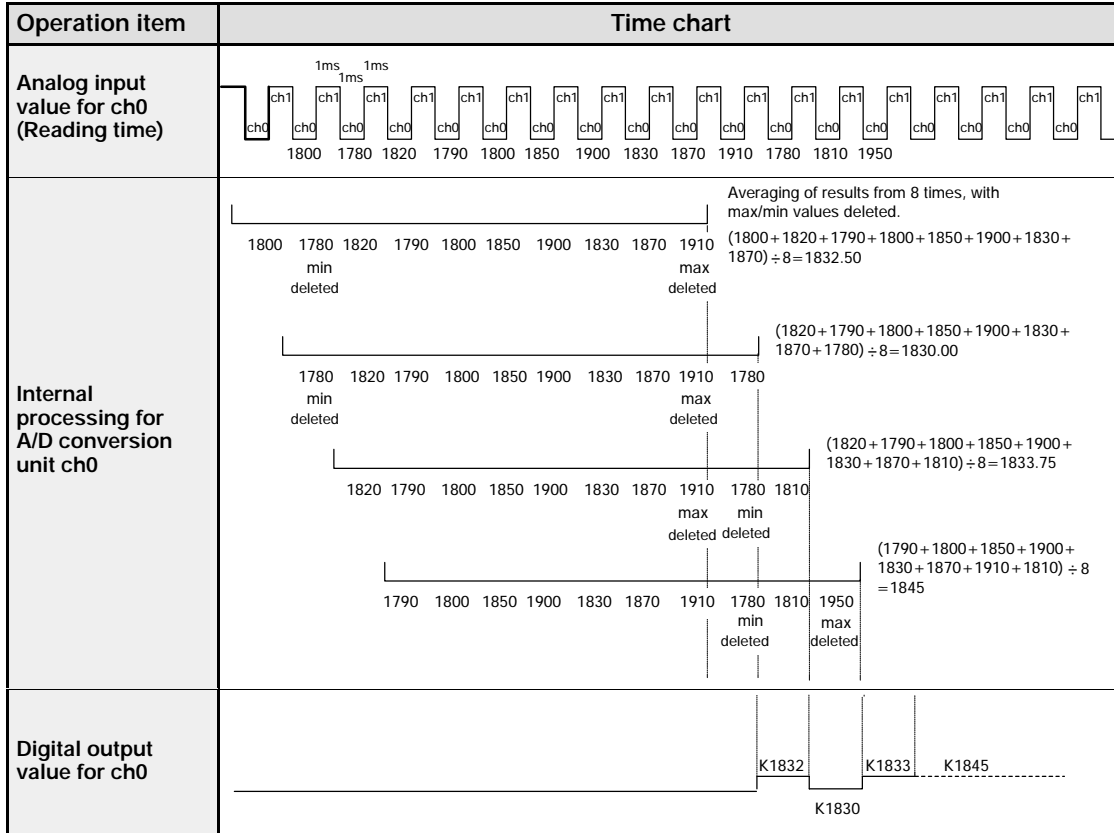 Operation item
Time chart
Analog input
value for ch0
(Reading time)
1ms 1ms
1ms
ch1 ch1 ch1 ch1 ch1 ch1 ch1 ch1 ch1 ch1 ch1 ch1 ch1 ch1 ch1 ch1 ch1 ch1
ch0 ch0 ch0 ch0 ch0 ch0 ch0 ch0 ch0 ch0 ch0 ch0 ch0 ch0 ch0 ch0 ch0 ch0
1800 1780 1820 1790 1800 1850 1900 1830 1870 1910 1780 1810 1950
Internal
processing for
A/D conversion
unit ch0
Averaging of results from 8 times, with
max/min values deleted.
(1800+1820+1790+1800+1850+1900+1830+
1870)÷8=1832.50
1800 1780 1820 1790 1800 1850 1900 1830 1870 1910
min max
deleted deleted
(1820+1790+1800+1850+1900+1830+
1870+1780)÷8=1830.00
1780 1820 1790 1800 1850 1900 1830 1870 1910 1780
min max
deleted deleted
(1820+1790+1800+1850+1900+
1830+1870+1810)÷8=1833.75
1820 1790 1800 1850 1900 1830 1870 1910 1780 1810
max min
deleted deleted
(1790+1800+1850+1900+
1830+1870+1910+1810)÷8
=1845
1790 1800 1850 1900 1830 1870 1910 1780 1810 1950
min max
deleted deleted
Digital output
value for ch0
K1832 K1833 K1845
K1830